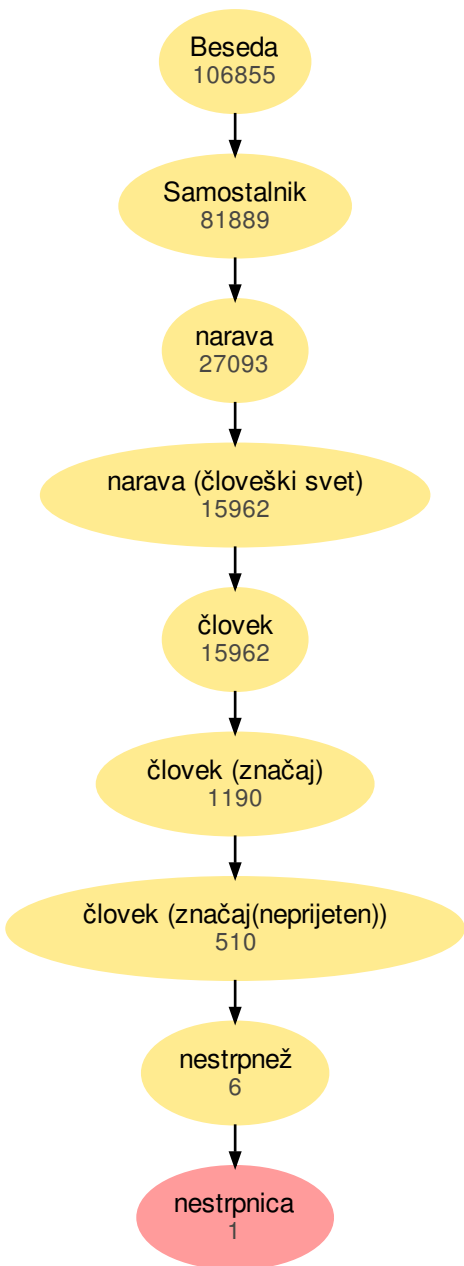 Beseda
106855
Samostalnik
81889
narava
27093
narava (človeški svet)
15962
človek
15962
človek (značaj)
1190
človek (značaj(neprijeten))
510
nestrpnež
6
nestrpnica
1